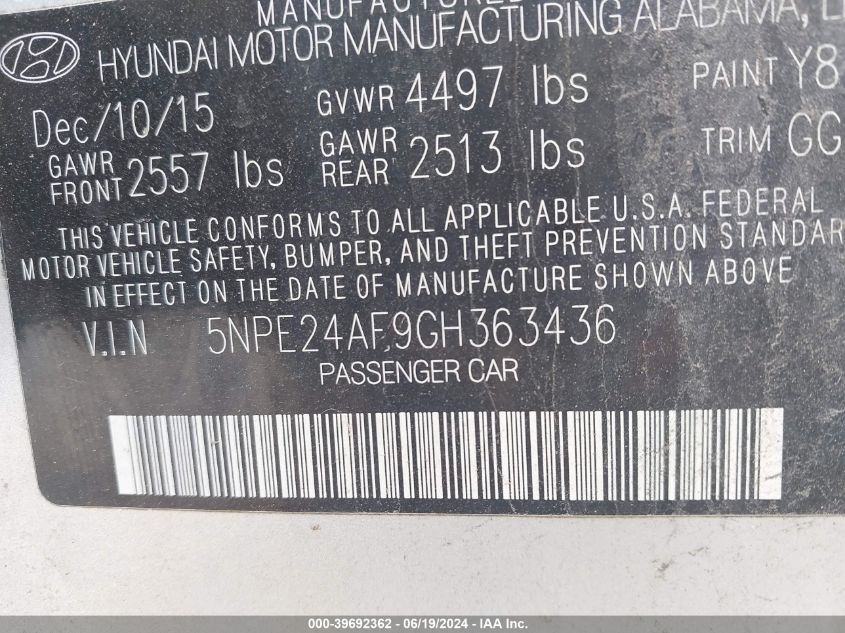 MANUFACTURED
HYUNDAI MOTOR MANUFACTURING ALABAMA, L
Dec/10/15 GVWR 4497 lbs PAINT Y8
GAWR FRONT 2557 lbs GAWR REAR 2513 lbs TRIM GG
THIS VEHICLE CONFORMS TO ALL APPLICABLE U.S.A. FEDERAL
MOTOR VEHICLE SAFETY, BUMPER, AND THEFT PREVENTION STANDAR
IN EFFECT ON THE DATE OF MANUFACTURE SHOWN ABOVE
V.I.N 5NPE24AF9GH363436
PASSENGER CAR
000-39692362 - 06/19/2024 - IAA Inc.